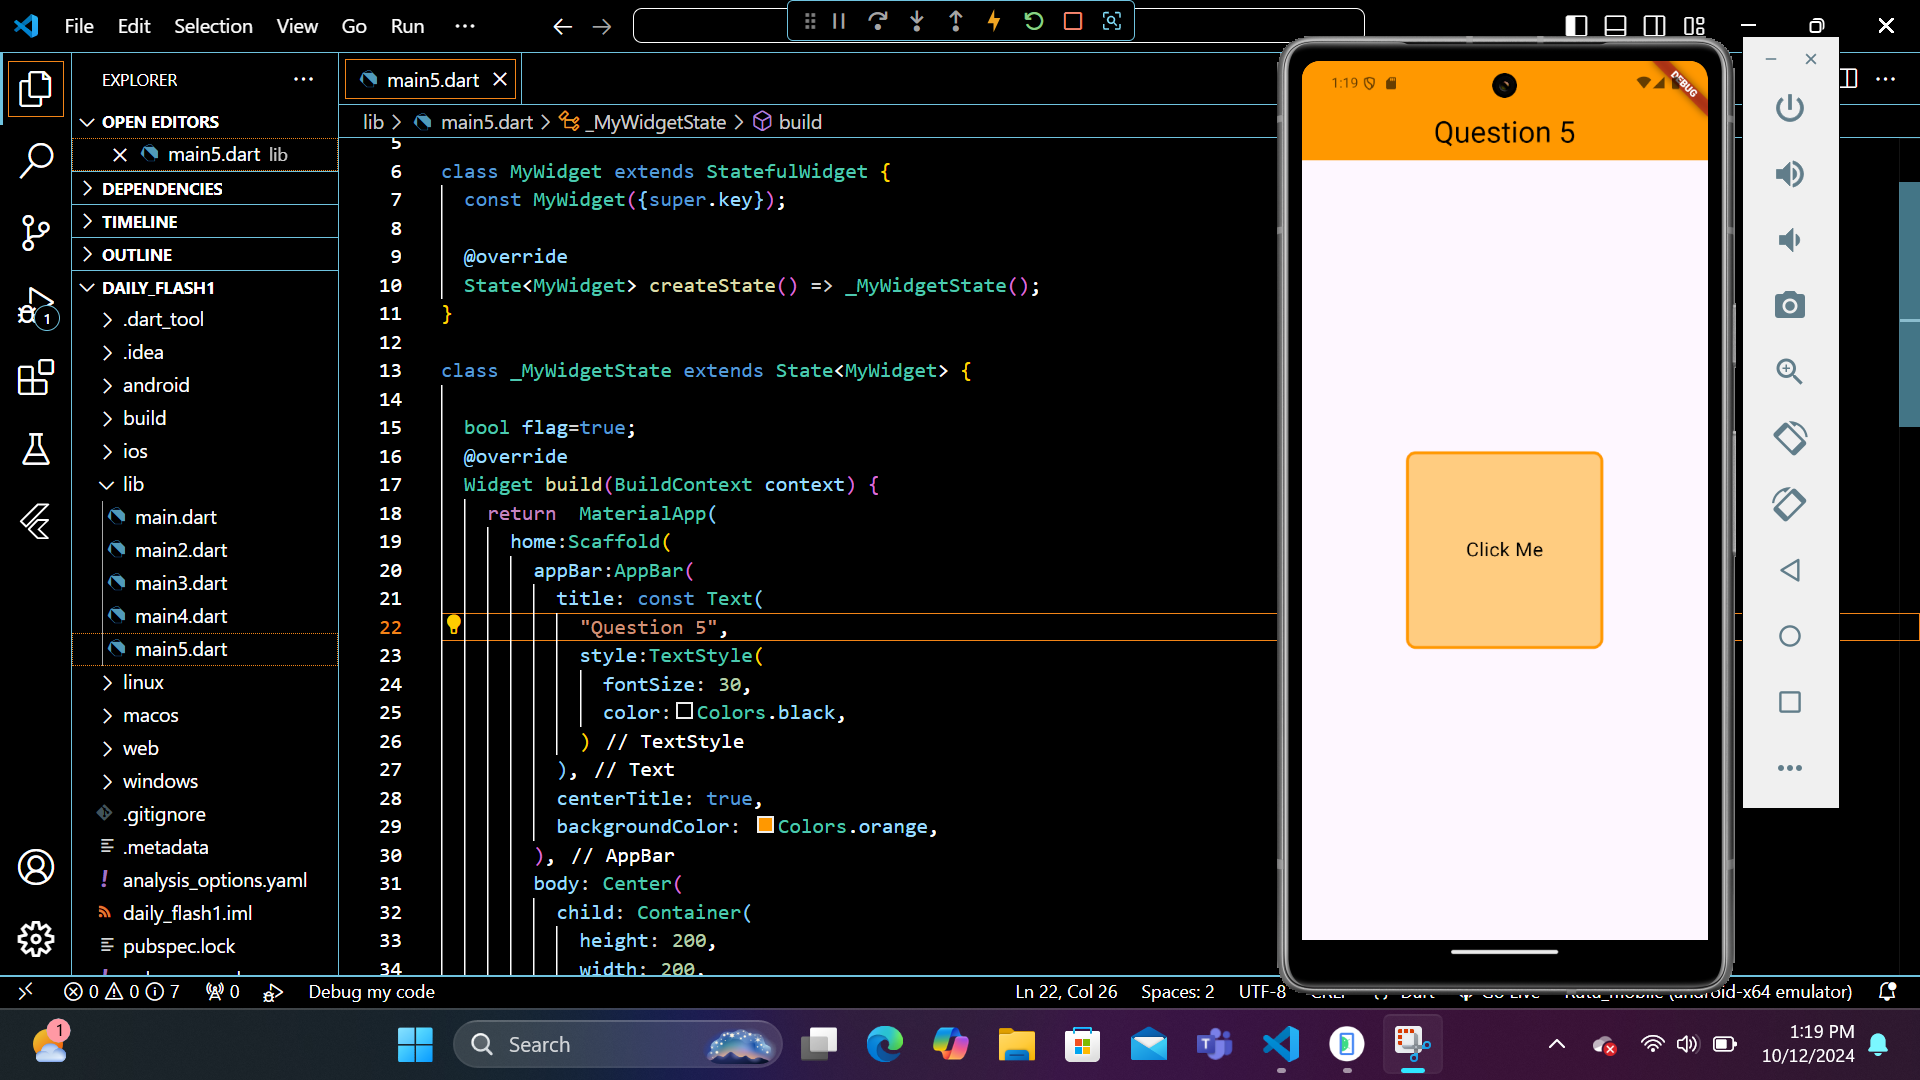 File Edit Selection View Go Run ···
EXPLORER
OPEN EDITORS
main5.dart lib
DEPENDENCIES
TIMELINE
OUTLINE
DAILY_FLASH1
.dart_tool
.idea
android
build
ios
lib
main.dart
main2.dart
main3.dart
main4.dart
main5.dart
linux
macos
web
windows
.gitignore
.metadata
analysis_options.yaml
daily_flash1.iml
pubspec.lock
1
main5.dart
lib > main5.dart > _MyWidgetState > build
5
6 class MyWidget extends StatefulWidget {
7 const MyWidget({super.key});
8
9 @override
10 State<MyWidget> createState() => _MyWidgetState();
11 }
12
13 class _MyWidgetState extends State<MyWidget> {
14
15 bool flag=true;
16 @override
17 Widget build(BuildContext context) {
18 return MaterialApp(
19 home:Scaffold(
20 appBar:AppBar(
21 title: const Text(
22 "Question 5",
23 style:TextStyle(
24 fontSize: 30,
25 color:Colors.black,
26 ) // TextStyle
27 ), // Text
28 centerTitle: true,
29 backgroundColor: Colors.orange,
30 ), // AppBar
31 body: Center(
32 child: Container(
33 height: 200,
34 width: 200,
1:19
DEBUG
Question 5
Click Me
0 0 7 0 Debug my code Ln 22, Col 26 Spaces: 2 UTF-8 CRLF {} Dart Go Live (android-x64 emulator)
1
Search
1:19 PM
10/12/2024